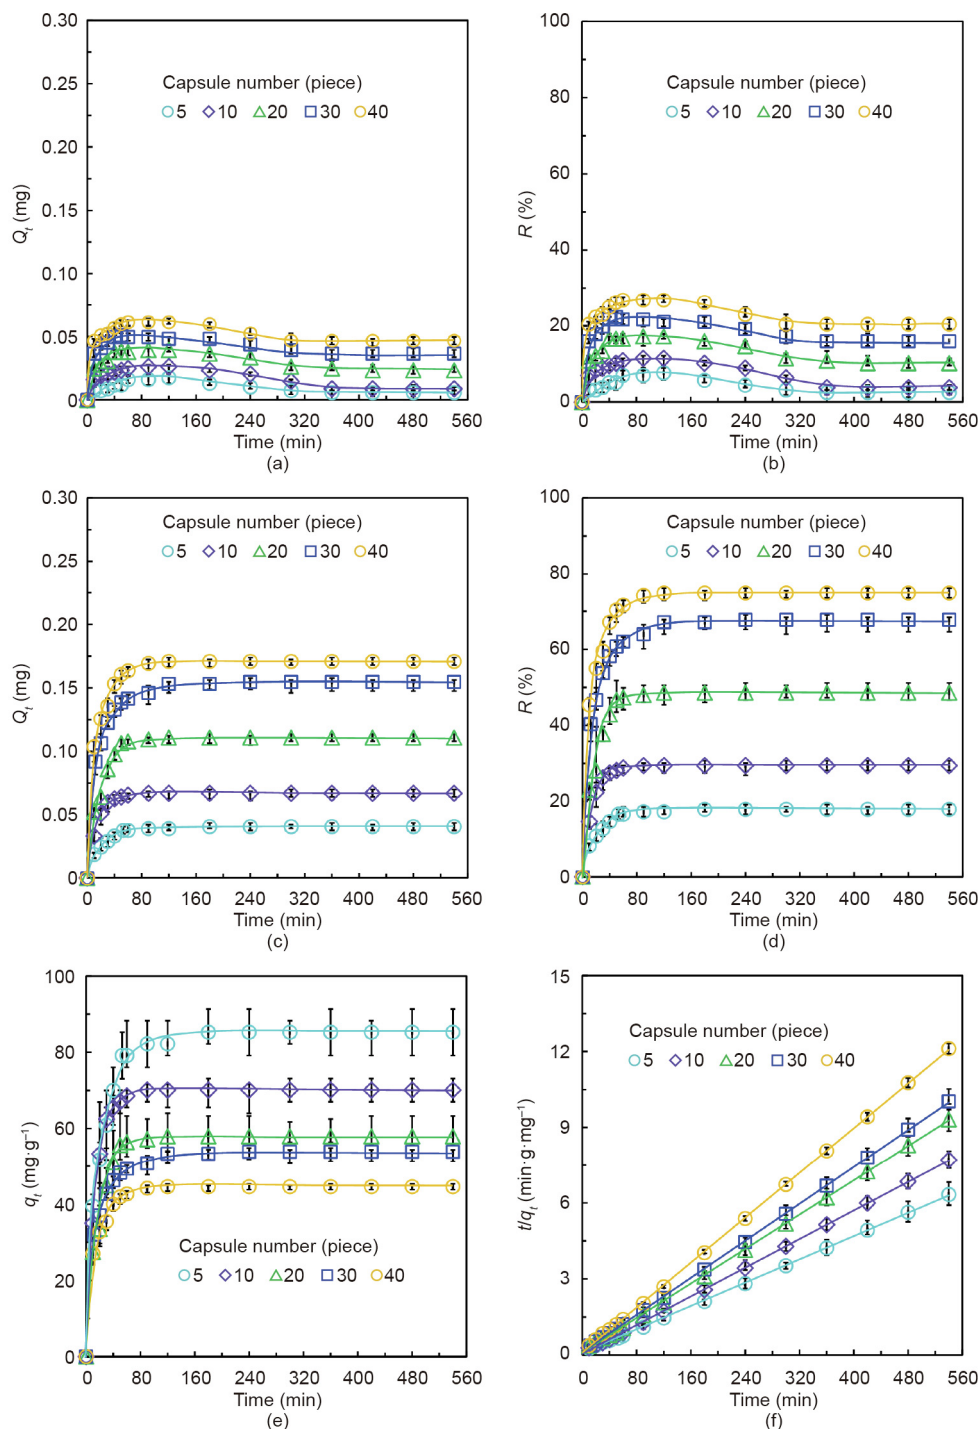 0.30
0.25
0.20
0.15
0.10
0.05
0
Qt (mg)
Capsule number (piece)
5 10 20 30 40
0 80 160 240 320 400 480 560
Time (min)
(a)
100
80
60
40
20
0
R (%)
Capsule number (piece)
5 10 20 30 40
0 80 160 240 320 400 480 560
Time (min)
(b)
0.30
0.25
0.20
0.15
0.10
0.05
0
Qt (mg)
Capsule number (piece)
5 10 20 30 40
0 80 160 240 320 400 480 560
Time (min)
(c)
100
80
60
40
20
0
R (%)
Capsule number (piece)
5 10 20 30 40
0 80 160 240 320 400 480 560
Time (min)
(d)
100
80
60
40
20
0
qt (mg·g−1)
Capsule number (piece)
5 10 20 30 40
0 80 160 240 320 400 480 560
Time (min)
(e)
15
12
9
6
3
0
t/qt (min·g·mg−1)
Capsule number (piece)
5 10 20 30 40
0 80 160 240 320 400 480 560
Time (min)
(f)